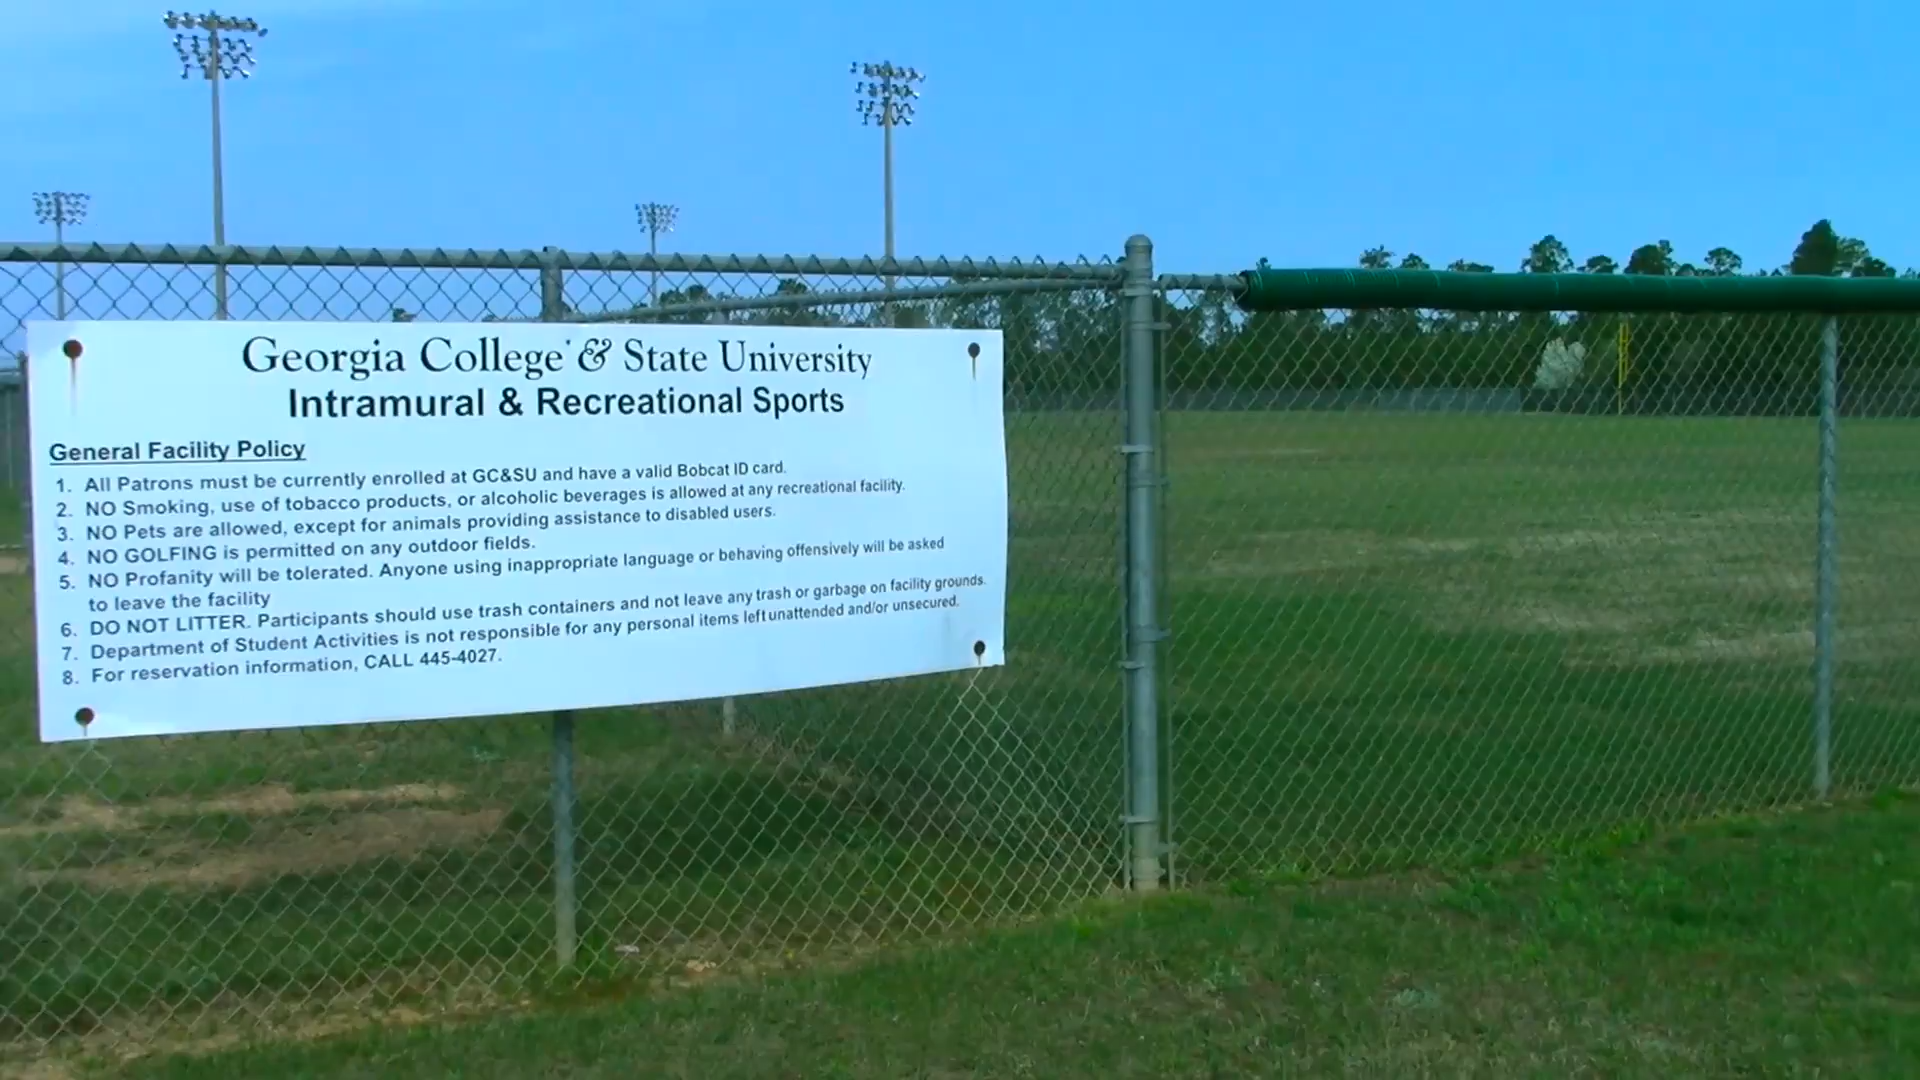 Georgia College & State University
Intramural & Recreational Sports
General Facility Policy
1. All Patrons must be currently enrolled at GC&SU and have a valid Bobcat ID card.
2. NO Smoking, use of tobacco products, or alcoholic beverages is allowed at any recreational facility.
3. NO Pets are allowed, except for animals providing assistance to disabled users.
4. NO GOLFING is permitted on any outdoor fields.
5. NO Profanity will be tolerated. Anyone using inappropriate language or behaving offensively will be asked
to leave the facility
6. DO NOT LITTER. Participants should use trash containers and not leave any trash or garbage on facility grounds.
7. Department of Student Activities is not responsible for any personal items left unattended and/or unsecured.
8. For reservation information, CALL 445-4027.